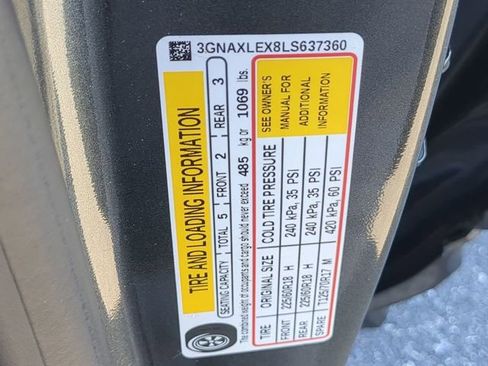 3GNAXLEX8LS637360
TIRE AND LOADING INFORMATION
SEATING CAPACITY TOTAL 5 FRONT 2 REAR 3
The combined weight of occupants and cargo should never exceed 485 kg or 1069 lbs.
TIRE ORIGINAL SIZE COLD TIRE PRESSURE
FRONT 225/60R18 H 240 kPa, 35 PSI
REAR 225/60R18 H 240 kPa, 35 PSI
SPARE T125/70R17 M 420 kPa, 60 PSI
SEE OWNER'S
MANUAL FOR
ADDITIONAL
INFORMATION